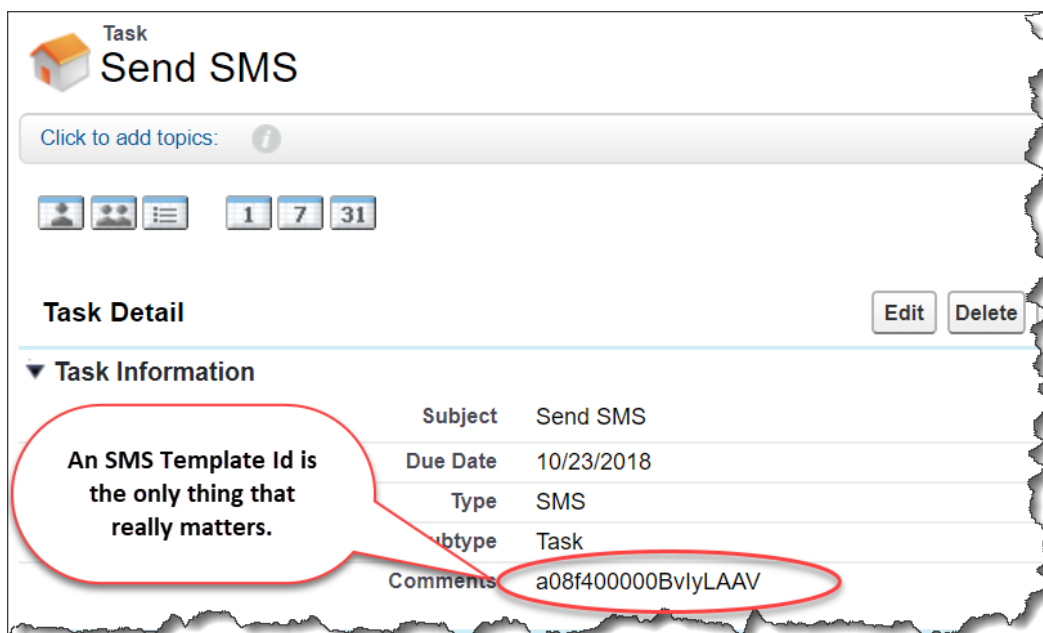 Task
Send SMS
Click to add topics:
i
1 7 31
Task Detail
Edit Delete
Task Information
Subject Send SMS
Due Date 10/23/2018
Type SMS
ubtype Task
Comments a08f400000BvIyLAAV
An SMS Template Id is
the only thing that
really matters.